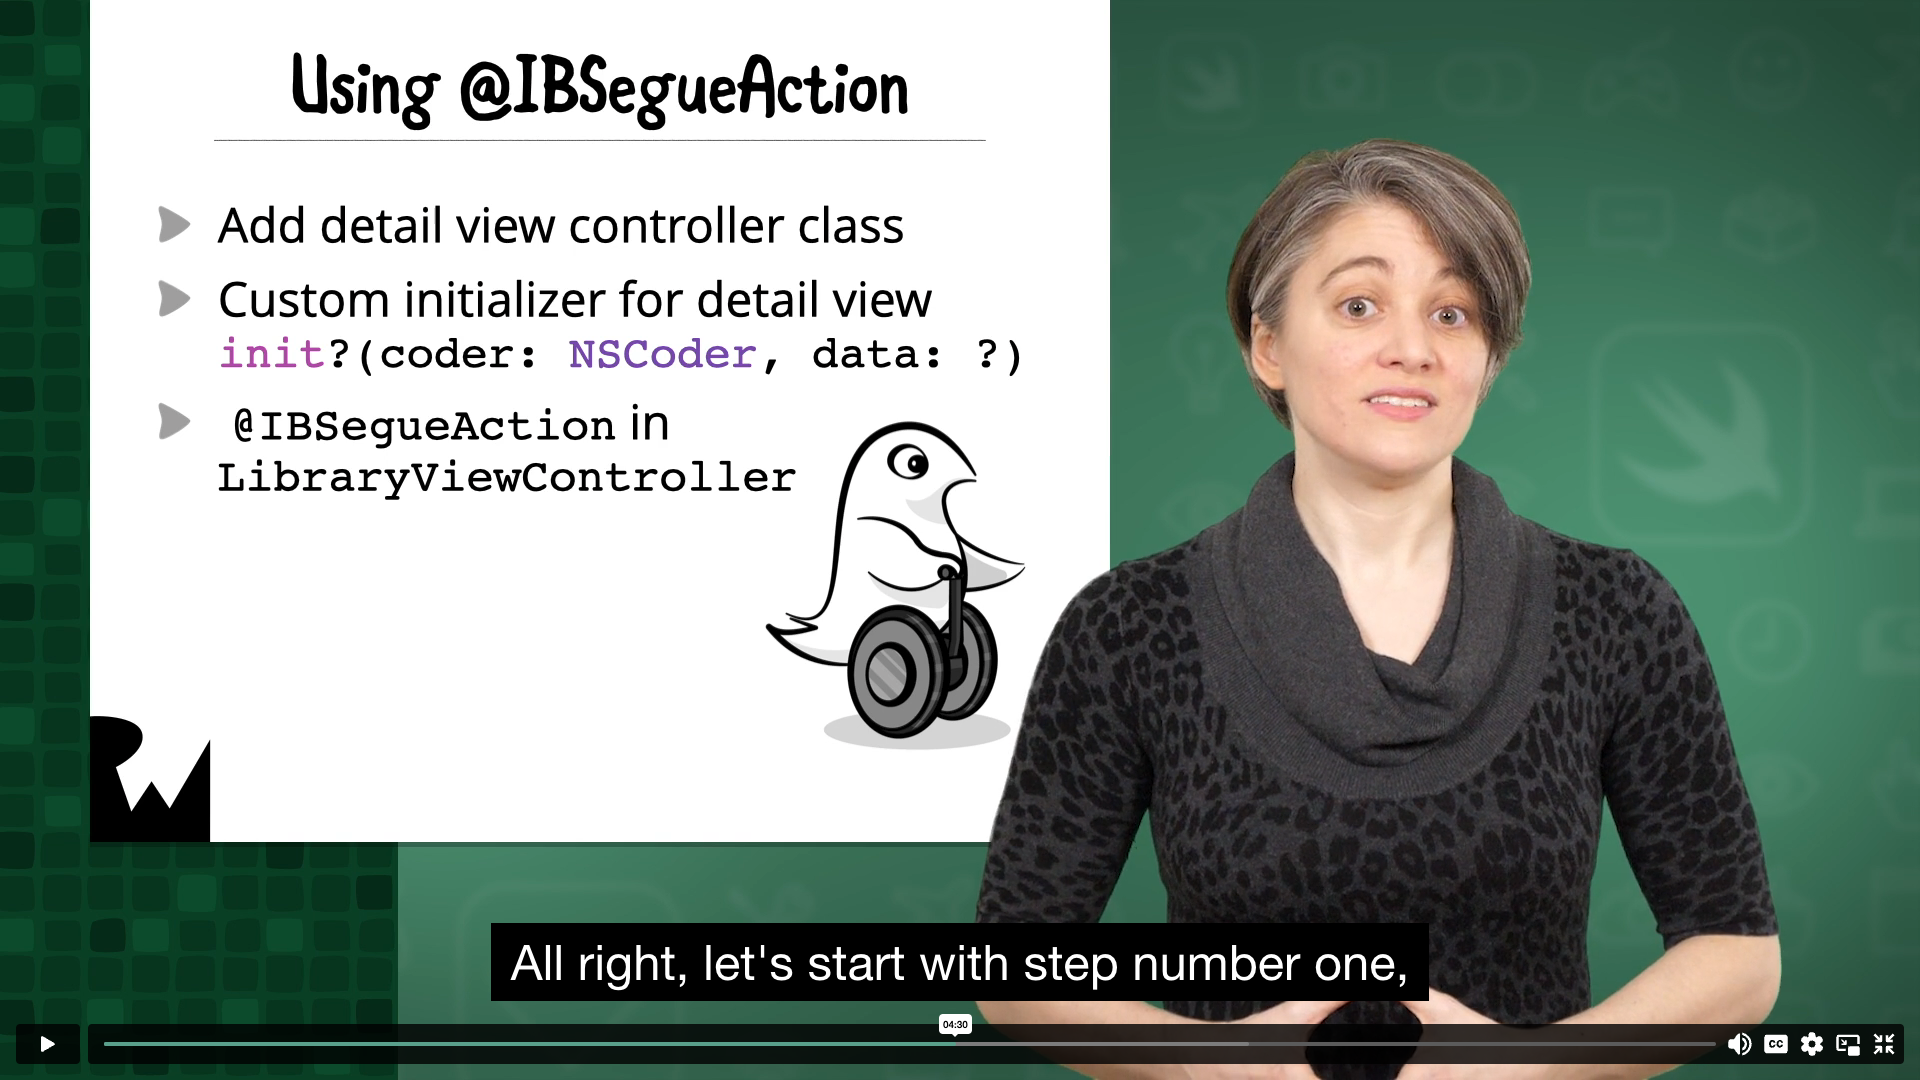 Using @IBSegueAction
Add detail view controller class
Custom initializer for detail view
init?(coder: NSCoder, data: ?)
@IBSegueAction in
LibraryViewController
RW
All right, let's start with step number one,
04:30
CC